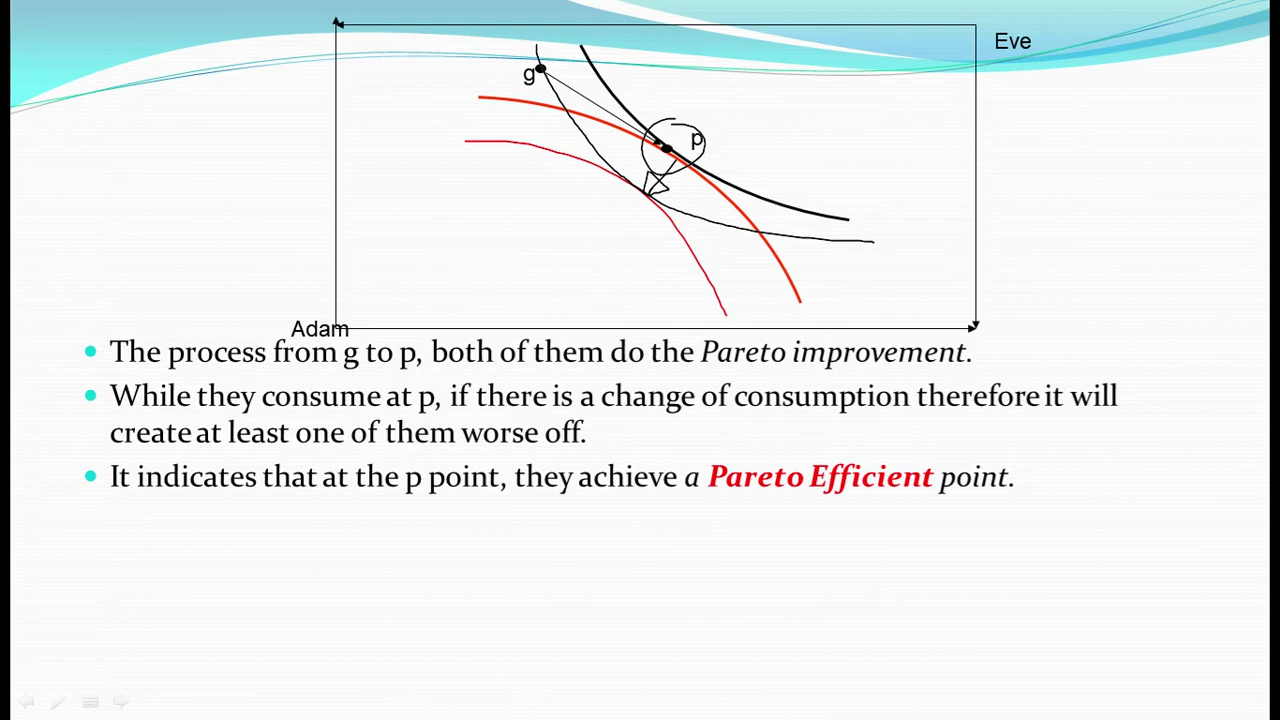 Eve
g
p
Adam
The process from g to p, both of them do the Pareto improvement.
While they consume at p, if there is a change of consumption therefore it will
create at least one of them worse off.
It indicates that at the p point, they achieve a Pareto Efficient point.